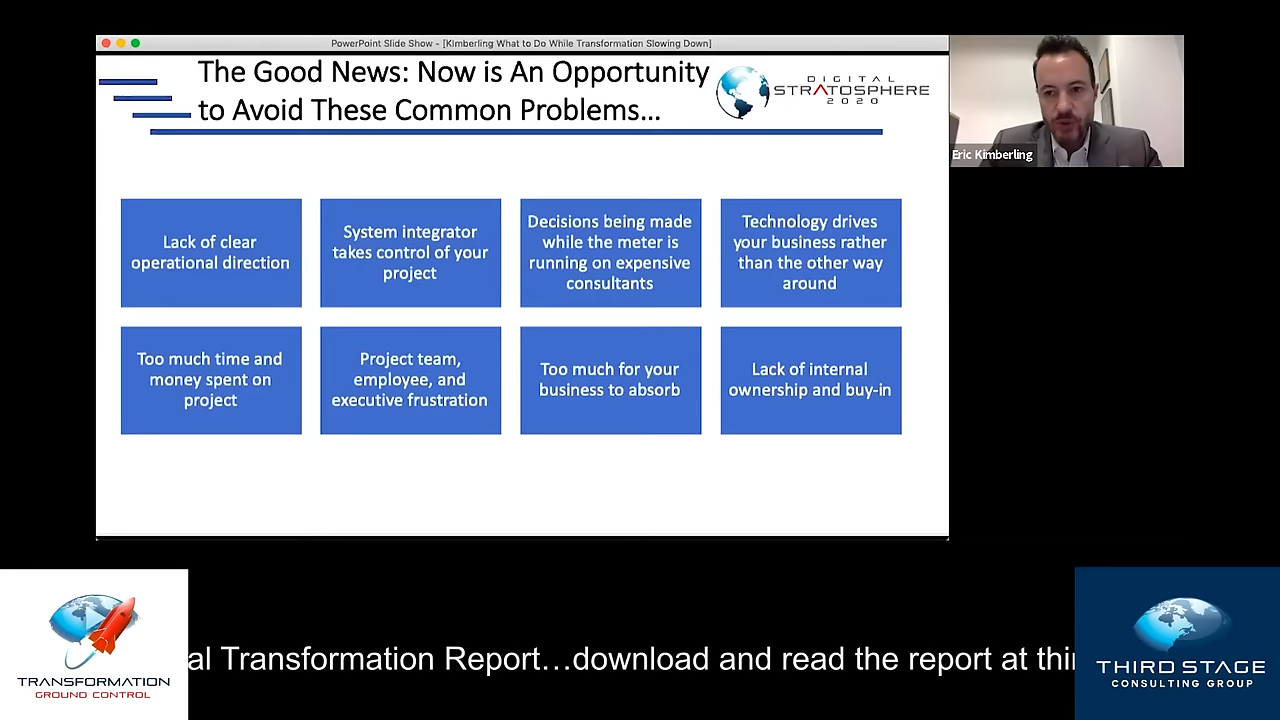 PowerPoint Slide Show - [KImberling What to Do While Transformation Slowing Down]
The Good News: Now is An Opportunity
to Avoid These Common Problems...
DIGITAL
STRATOSPHERE
2020
Eric Kimberling
Lack of clear
operational direction
System integrator
takes control of your
project
Decisions being made
while the meter is
running on expensive
consultants
Technology drives
your business rather
than the other way
around
Too much time and
money spent on
project
Project team,
employee, and
executive frustration
Too much for your
business to absorb
Lack of internal
ownership and buy-in
TRANSFORMATION
GROUND CONTROL
al Transformation Report...download and read the report at thi
THIRD STAGE
CONSULTING GROUP